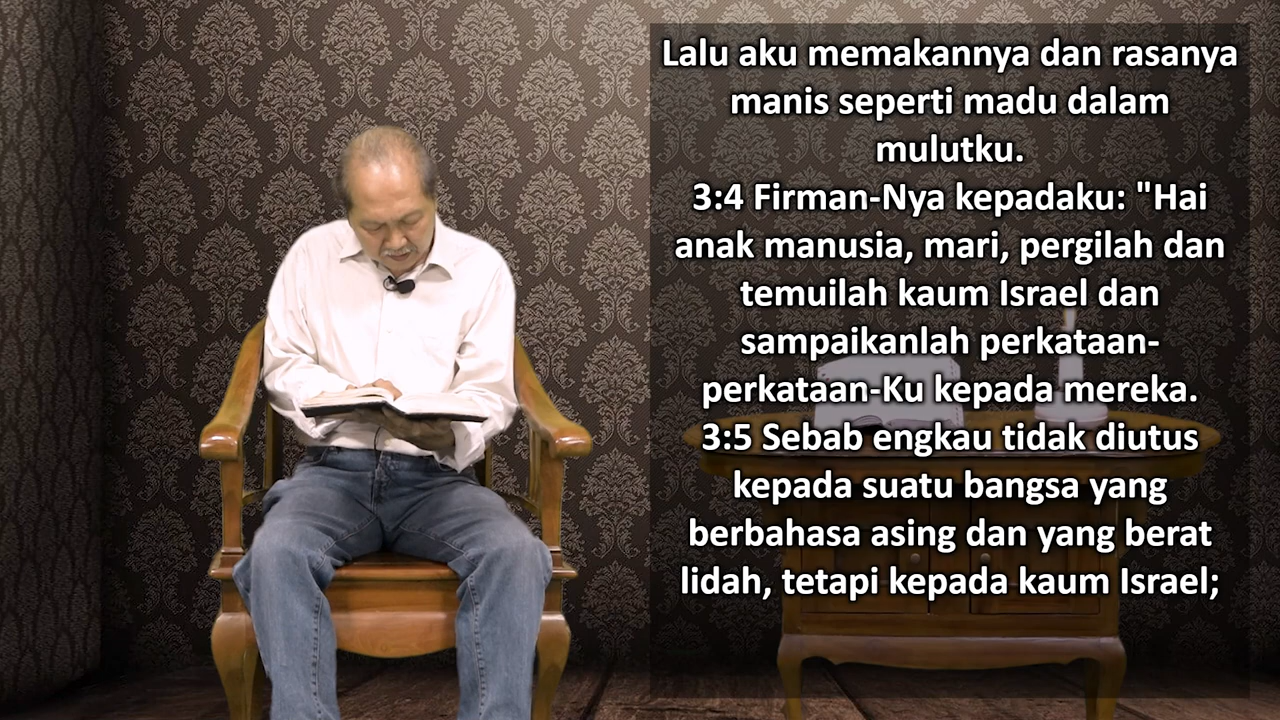 Lalu aku memakannya dan rasanya
manis seperti madu dalam
mulutku.
3:4 Firman-Nya kepadaku: "Hai
anak manusia, mari, pergilah dan
temuilah kaum Israel dan
sampaikanlah perkataan-
perkataan-Ku kepada mereka.
3:5 Sebab engkau tidak diutus
kepada suatu bangsa yang
berbahasa asing dan yang berat
lidah, tetapi kepada kaum Israel;